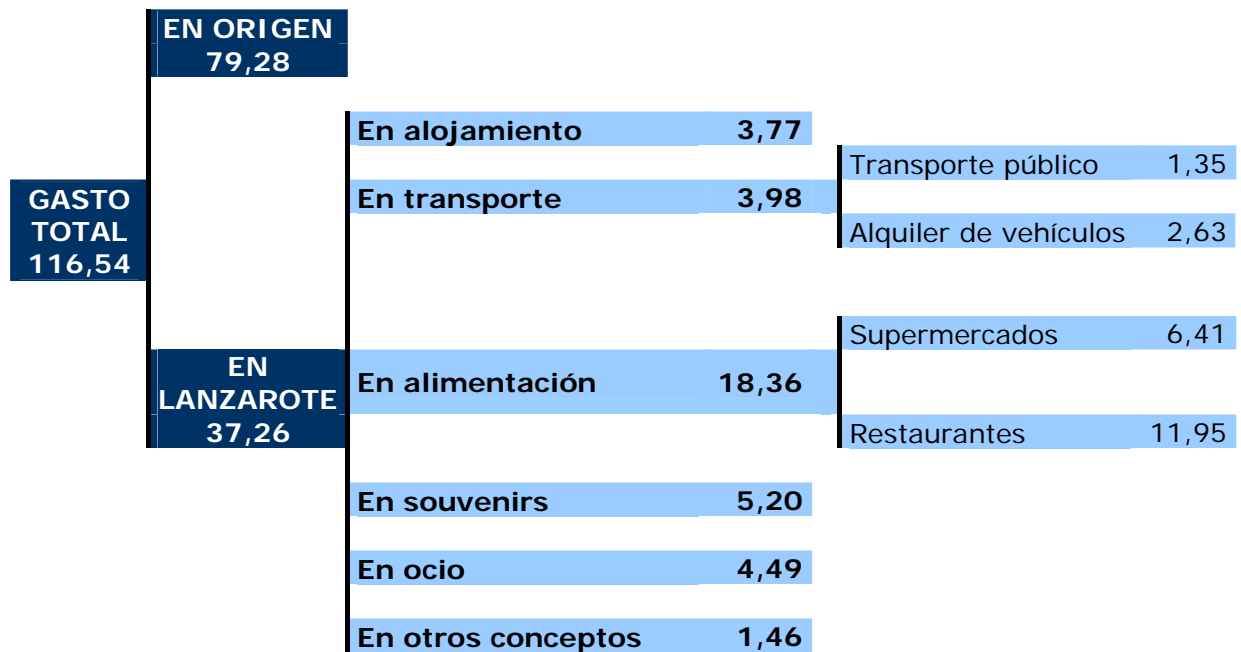 EN ORIGEN
79,28
En alojamiento 3,77
Transporte público 1,35
En transporte 3,98
GASTO
TOTAL
116,54
Alquiler de vehículos 2,63
Supermercados 6,41
EN
LANZAROTE
37,26
En alimentación 18,36
Restaurantes 11,95
En souvenirs 5,20
En ocio 4,49
En otros conceptos 1,46